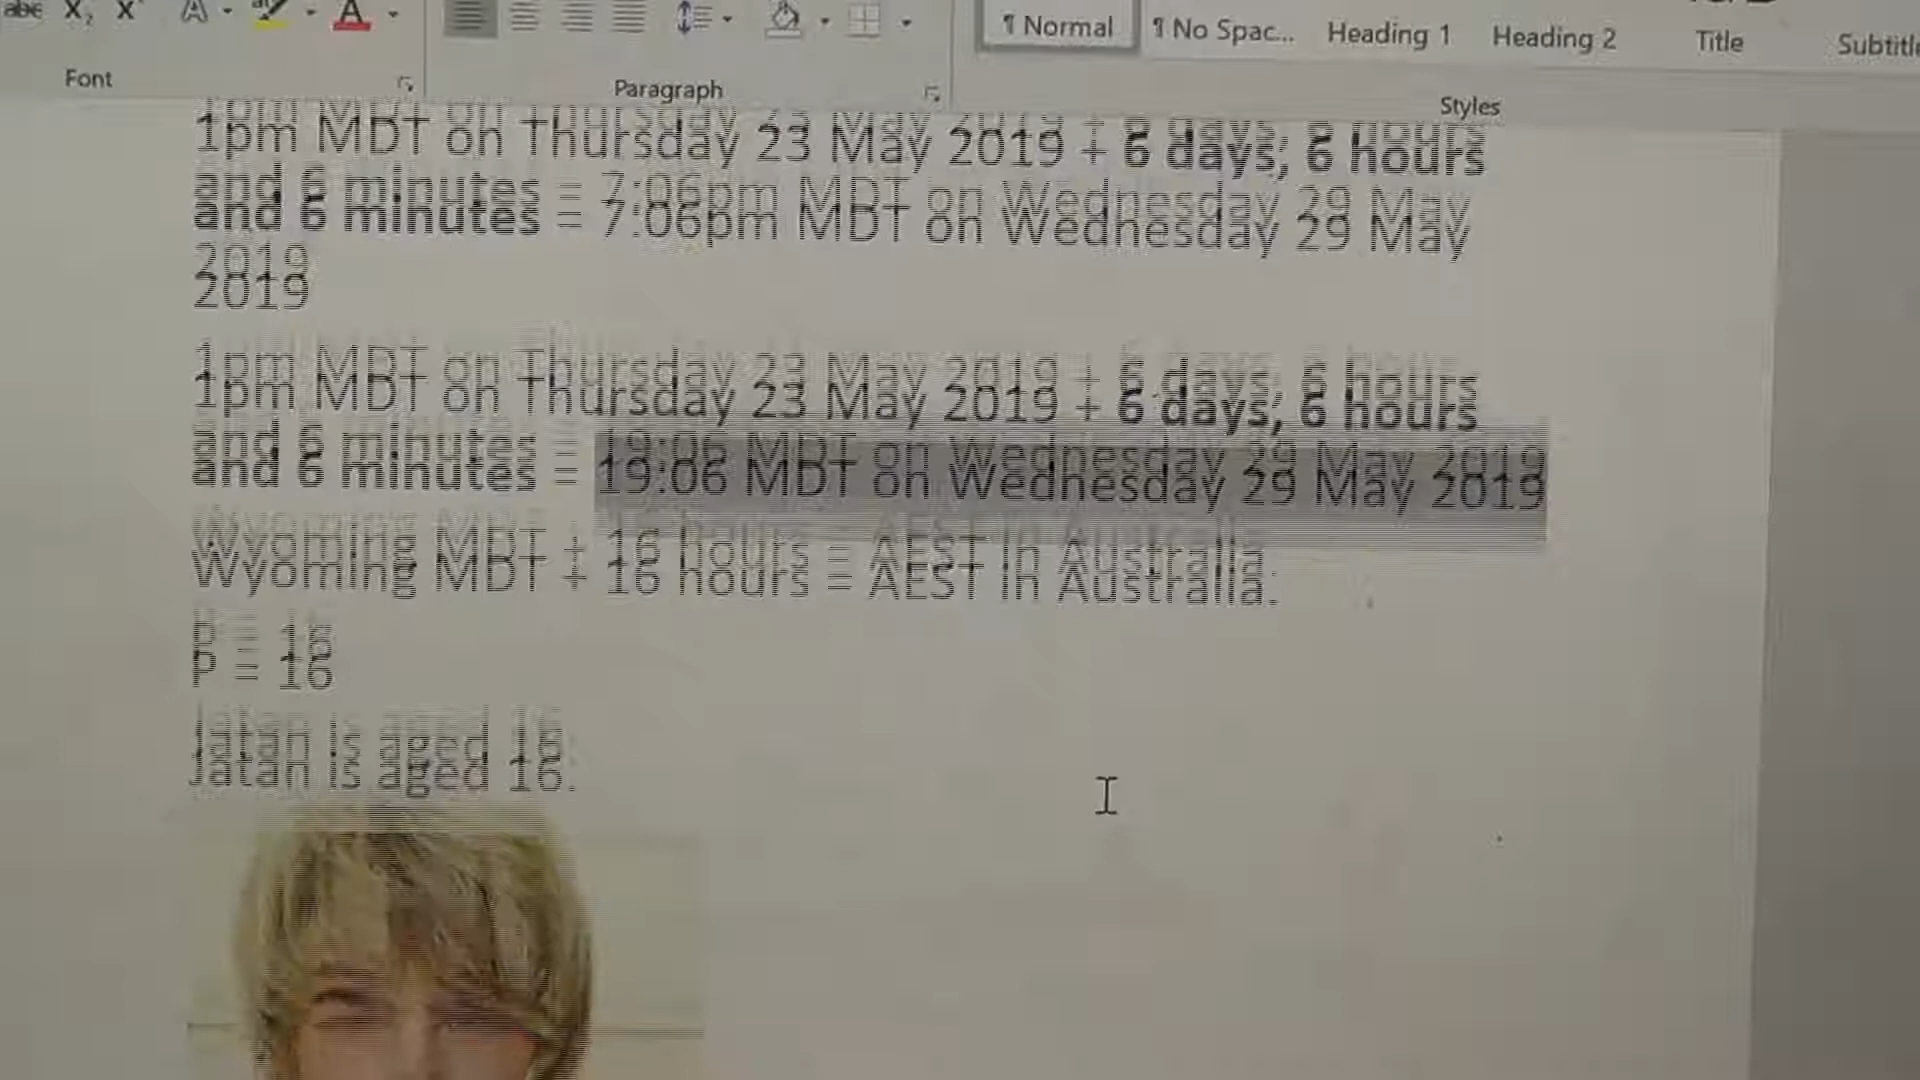 abc X₂ X A A
¶ Normal ¶ No Spac... Heading 1 Heading 2 Title Subtitle
Font Paragraph Styles
1pm MDT on Thursday 23 May 2019 + 6 days, 6 hours
and 6 minutes = 7:06pm MDT on Wednesday 29 May
2019
1pm MDT on Thursday 23 May 2019 + 6 days, 6 hours
and 6 minutes = 19:06 MDT on Wednesday 29 May 2019
Wyoming MDT + 16 hours = AEST in Australia.
P = 16
Jatan is aged 16.